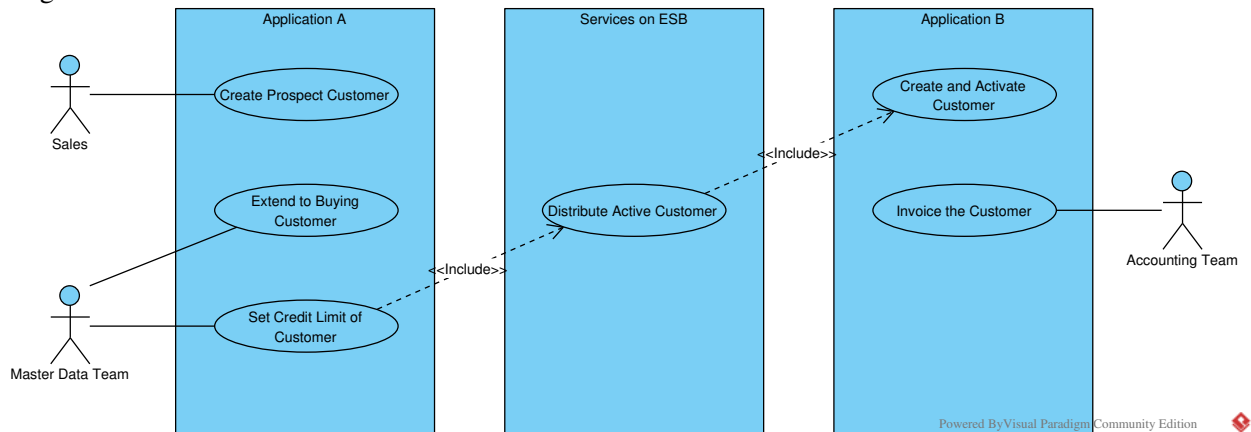 Application A
Services on ESB
Application B
Create Prospect Customer
Create and Activate
Customer
Sales
<<Include>>
Extend to Buying
Customer
Distribute Active Customer
Invoice the Customer
Accounting Team
<<Include>>
Set Credit Limit of
Customer
Master Data Team
Powered ByVisual Paradigm Community Edition